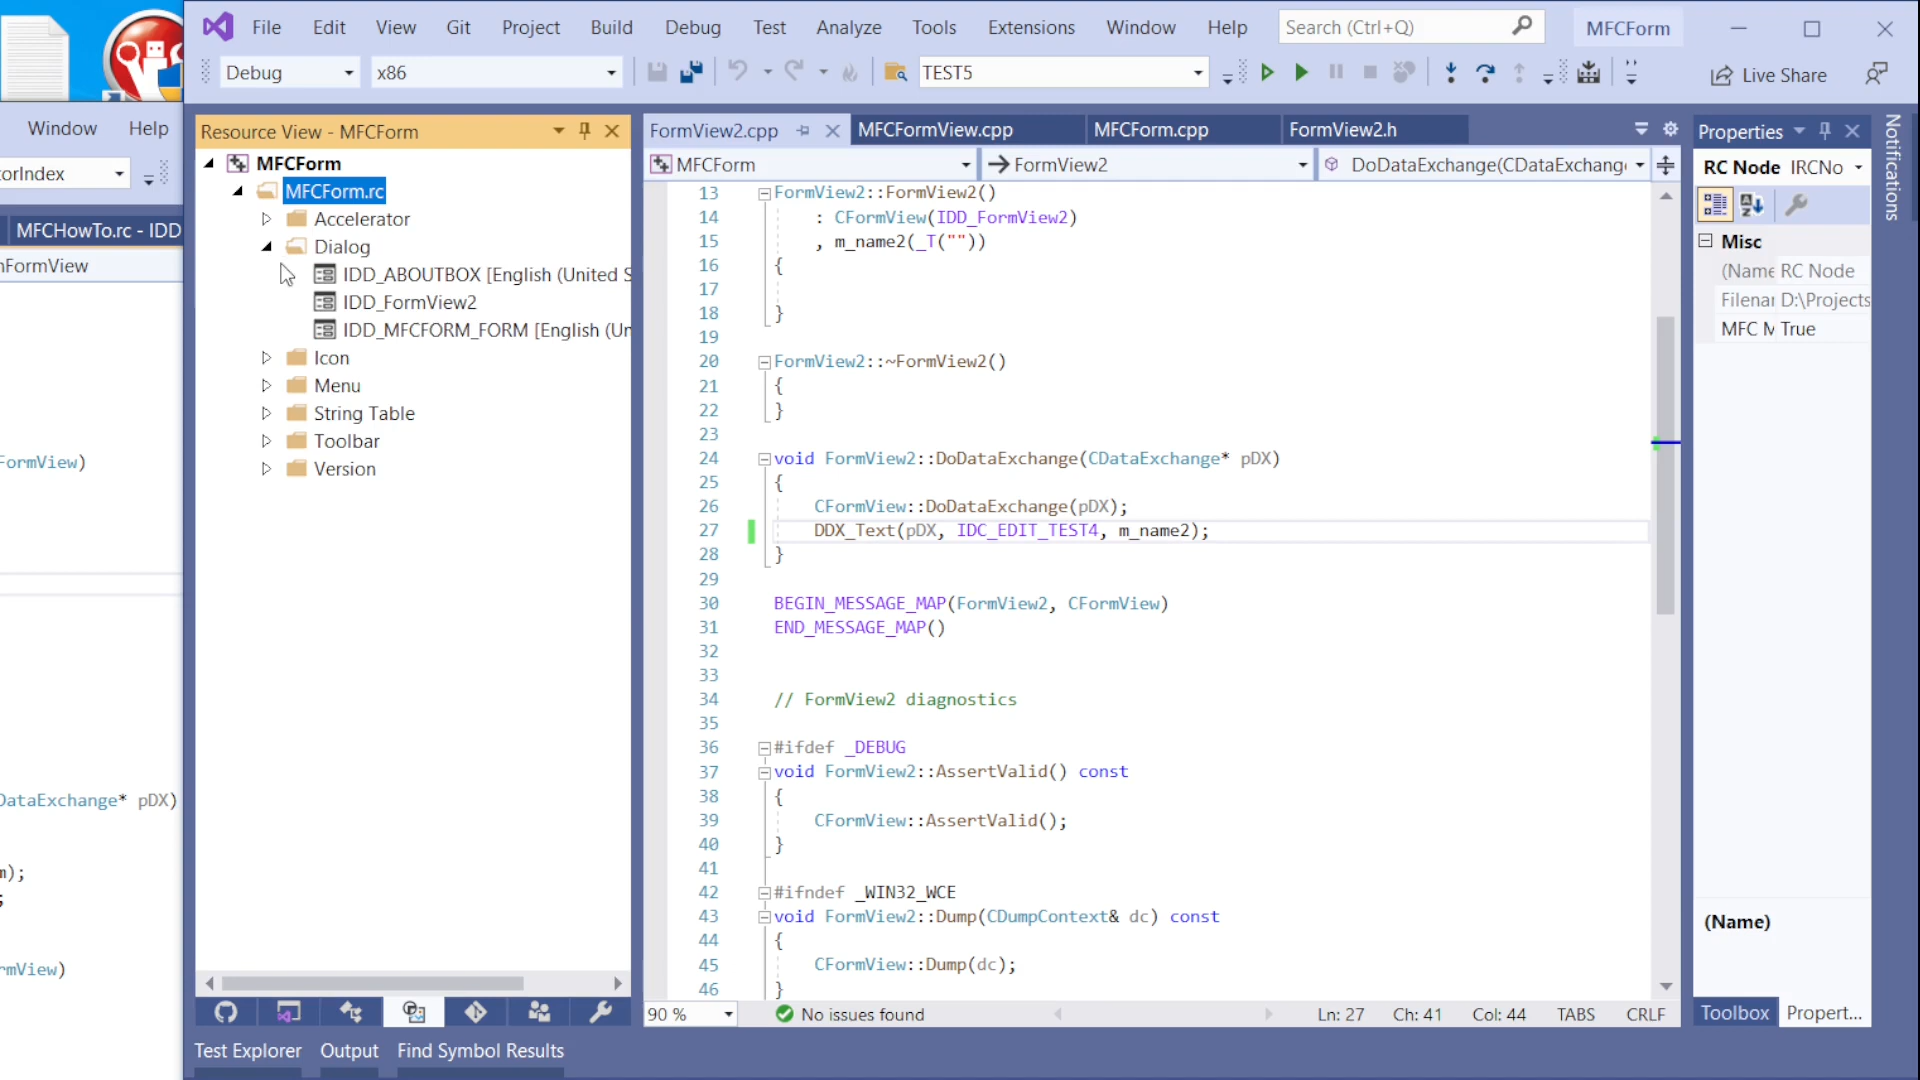 File Edit View Git Project Build Debug Test Analyze Tools Extensions Window Help Search (Ctrl+Q) MFCForm
Debug x86 TEST5 Live Share
Window Help
orIndex
MFCHowTo.rc - IDD
nFormView
FormView)
DataExchange* pDX)
m);
;
rmView)
Resource View - MFCForm
MFCForm
MFCForm.rc
Accelerator
Dialog
IDD_ABOUTBOX [English (United S
IDD_FormView2
IDD_MFCFORM_FORM [English (Un
Icon
Menu
String Table
Toolbar
Version
FormView2.cpp MFCFormView.cpp MFCForm.cpp FormView2.h
MFCForm FormView2 DoDataExchange(CDataExchang
13 FormView2::FormView2()
14 : CFormView(IDD_FormView2)
15 , m_name2(_T(""))
16 {
17
18 }
19
20 FormView2::~FormView2()
21 {
22 }
23
24 void FormView2::DoDataExchange(CDataExchange* pDX)
25 {
26 CFormView::DoDataExchange(pDX);
27 DDX_Text(pDX, IDC_EDIT_TEST4, m_name2);
28 }
29
30 BEGIN_MESSAGE_MAP(FormView2, CFormView)
31 END_MESSAGE_MAP()
32
33
34 // FormView2 diagnostics
35
36 #ifdef _DEBUG
37 void FormView2::AssertValid() const
38 {
39 CFormView::AssertValid();
40 }
41
42 #ifndef _WIN32_WCE
43 void FormView2::Dump(CDumpContext& dc) const
44 {
45 CFormView::Dump(dc);
46 }
90 % No issues found Ln: 27 Ch: 41 Col: 44 TABS CRLF
Properties
RC Node IRCNo
Misc
(Name RC Node
Filenar D:\Projects
MFC M True
(Name)
Toolbox Propert...
Notifications
Test Explorer Output Find Symbol Results